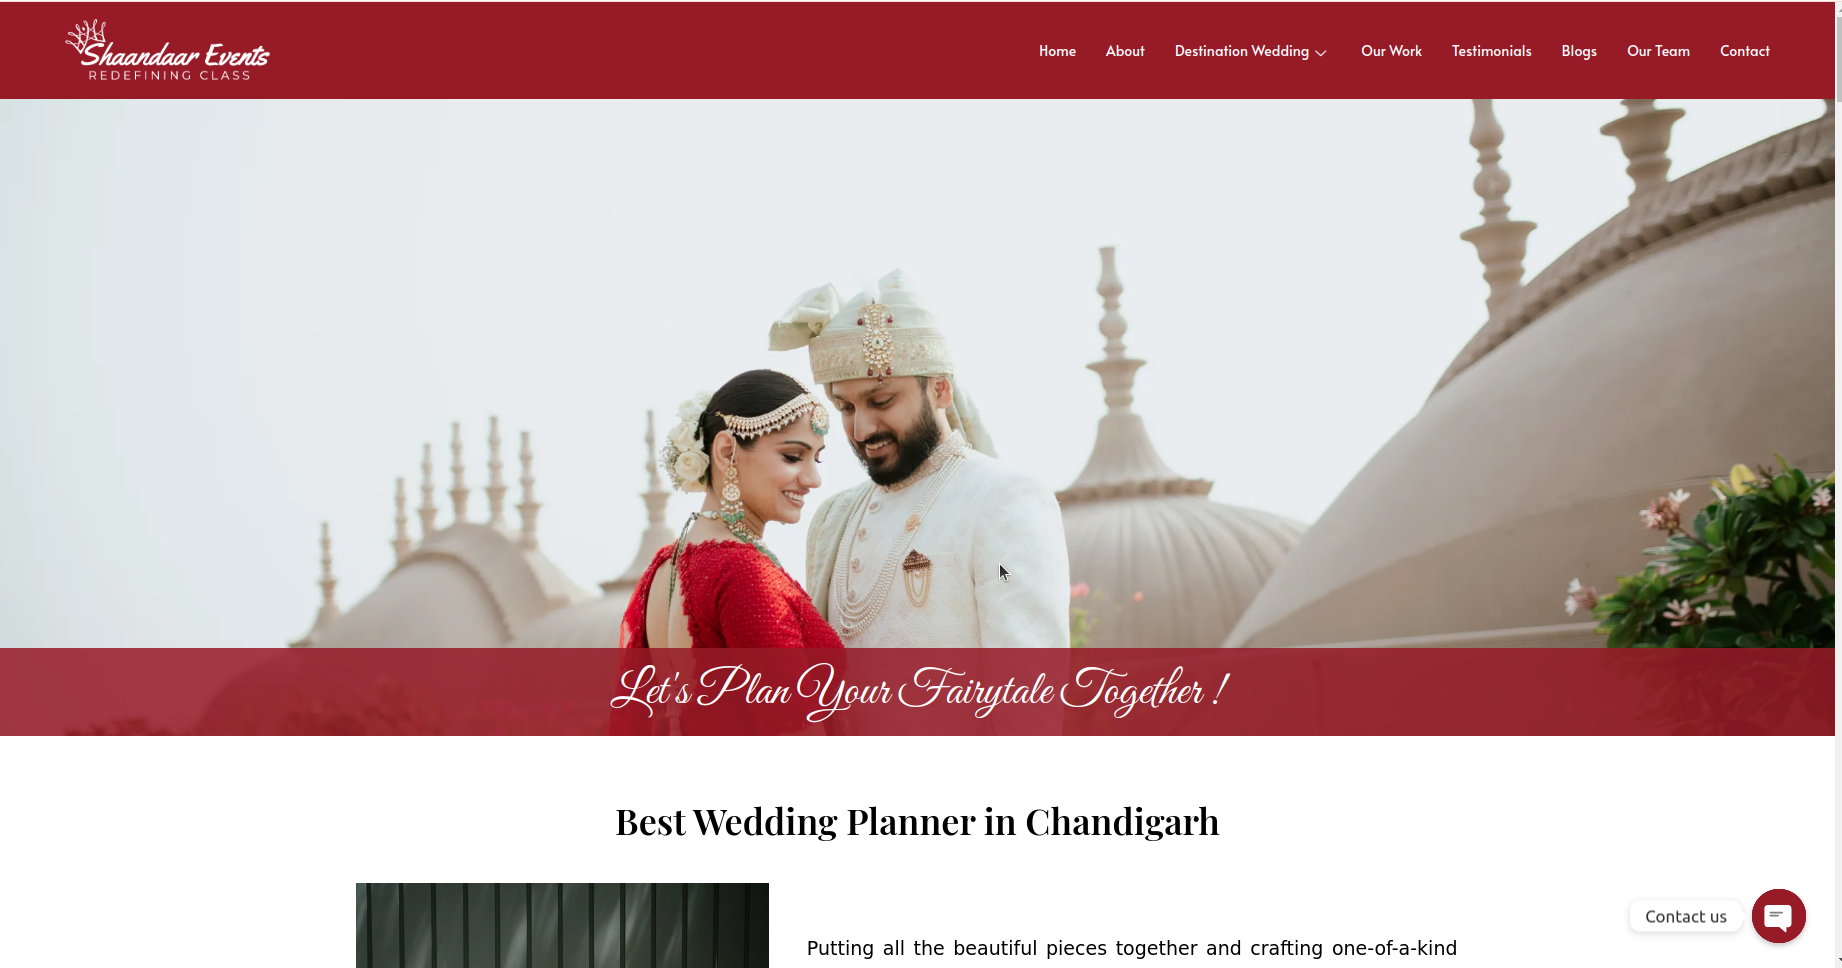 Shaandaar Events
REDEFINING CLASS
Home About Destination Wedding Our Work Testimonials Blogs Our Team Contact
Let's Plan Your Fairytale Together !
Best Wedding Planner in Chandigarh
Putting all the beautiful pieces together and crafting one-of-a-kind
Contact us